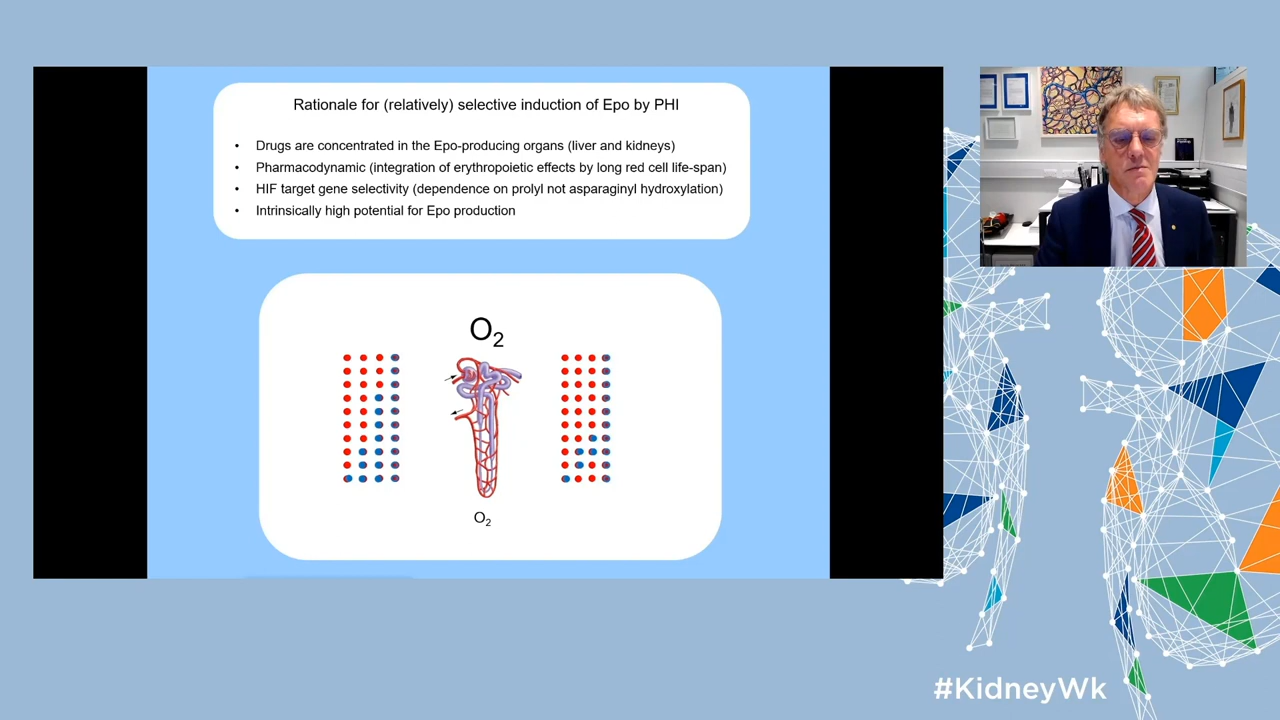 Rationale for (relatively) selective induction of Epo by PHI
• Drugs are concentrated in the Epo-producing organs (liver and kidneys)
• Pharmacodynamic (integration of erythropoietic effects by long red cell life-span)
• HIF target gene selectivity (dependence on prolyl not asparaginyl hydroxylation)
• Intrinsically high potential for Epo production
O2
O2
#KidneyWk